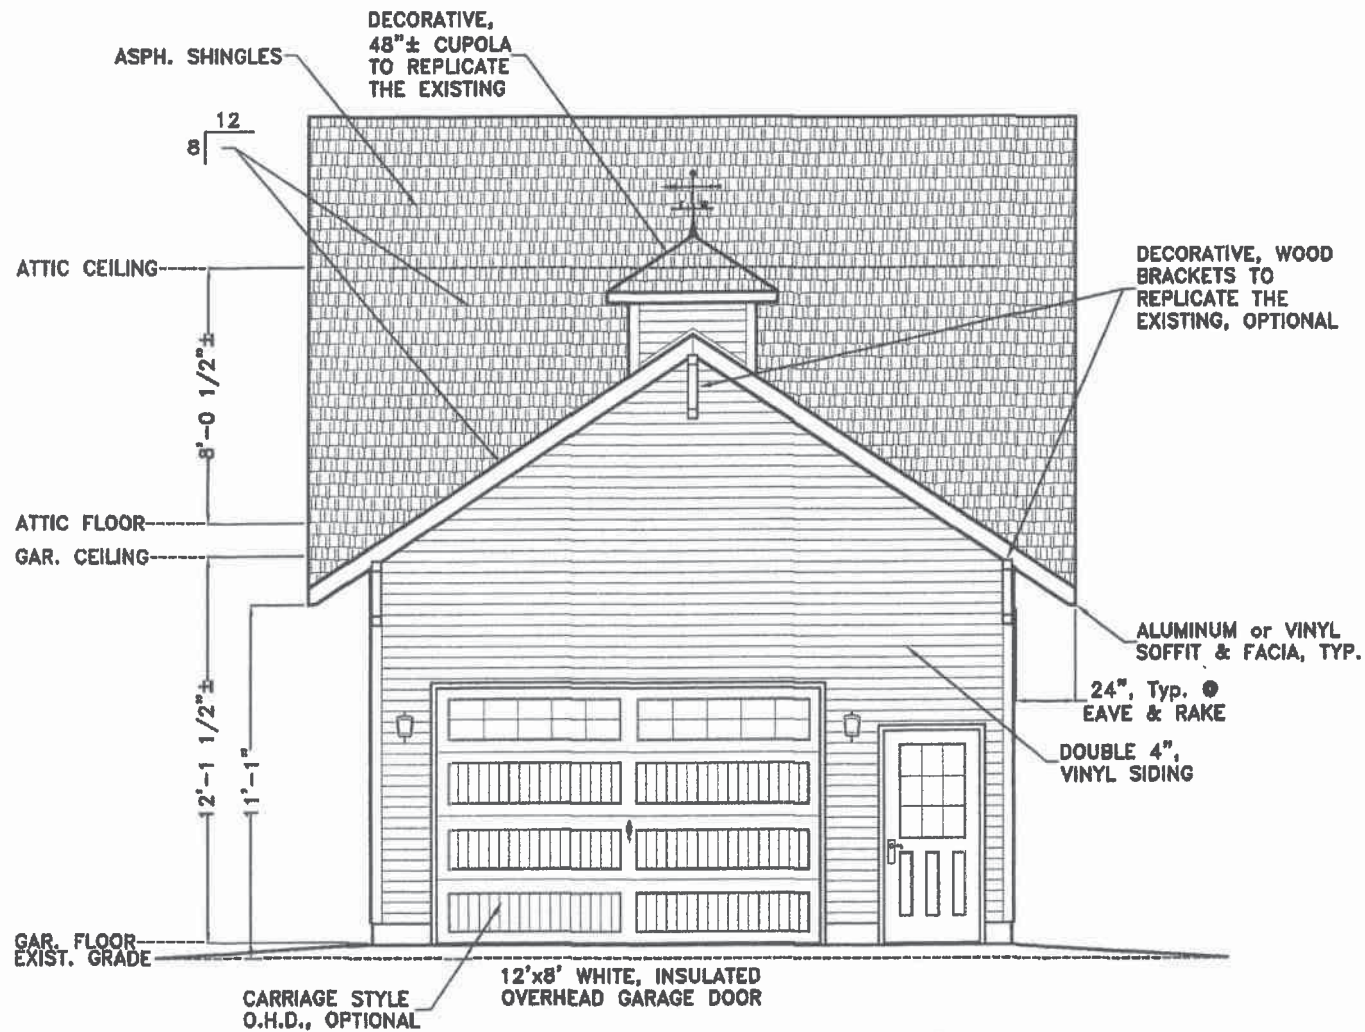 DECORATIVE,
48"± CUPOLA
TO REPLICATE
THE EXISTING
ASPH. SHINGLES
12
8
ATTIC CEILING
DECORATIVE, WOOD
BRACKETS TO
REPLICATE THE
EXISTING, OPTIONAL
8'-0 1/2"±
ATTIC FLOOR
GAR. CEILING
ALUMINUM or VINYL
SOFFIT & FACIA, TYP.
24", Typ. @
EAVE & RAKE
DOUBLE 4",
VINYL SIDING
12'-1 1/2"±
11'-1"
GAR. FLOOR
EXIST. GRADE
12'x8' WHITE, INSULATED
OVERHEAD GARAGE DOOR
CARRIAGE STYLE
O.H.D., OPTIONAL